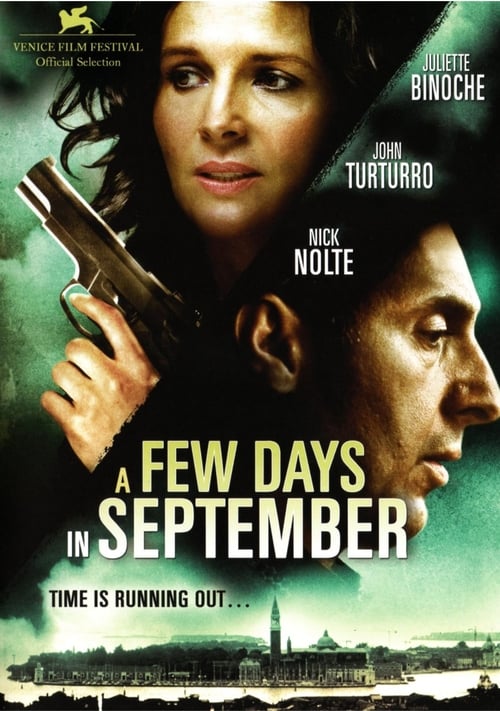 VENICE FILM FESTIVAL
Official Selection
JULIETTE
BINOCHE
JOHN
TURTURRO
NICK
NOLTE
A FEW DAYS
IN SEPTEMBER
TIME IS RUNNING OUT...